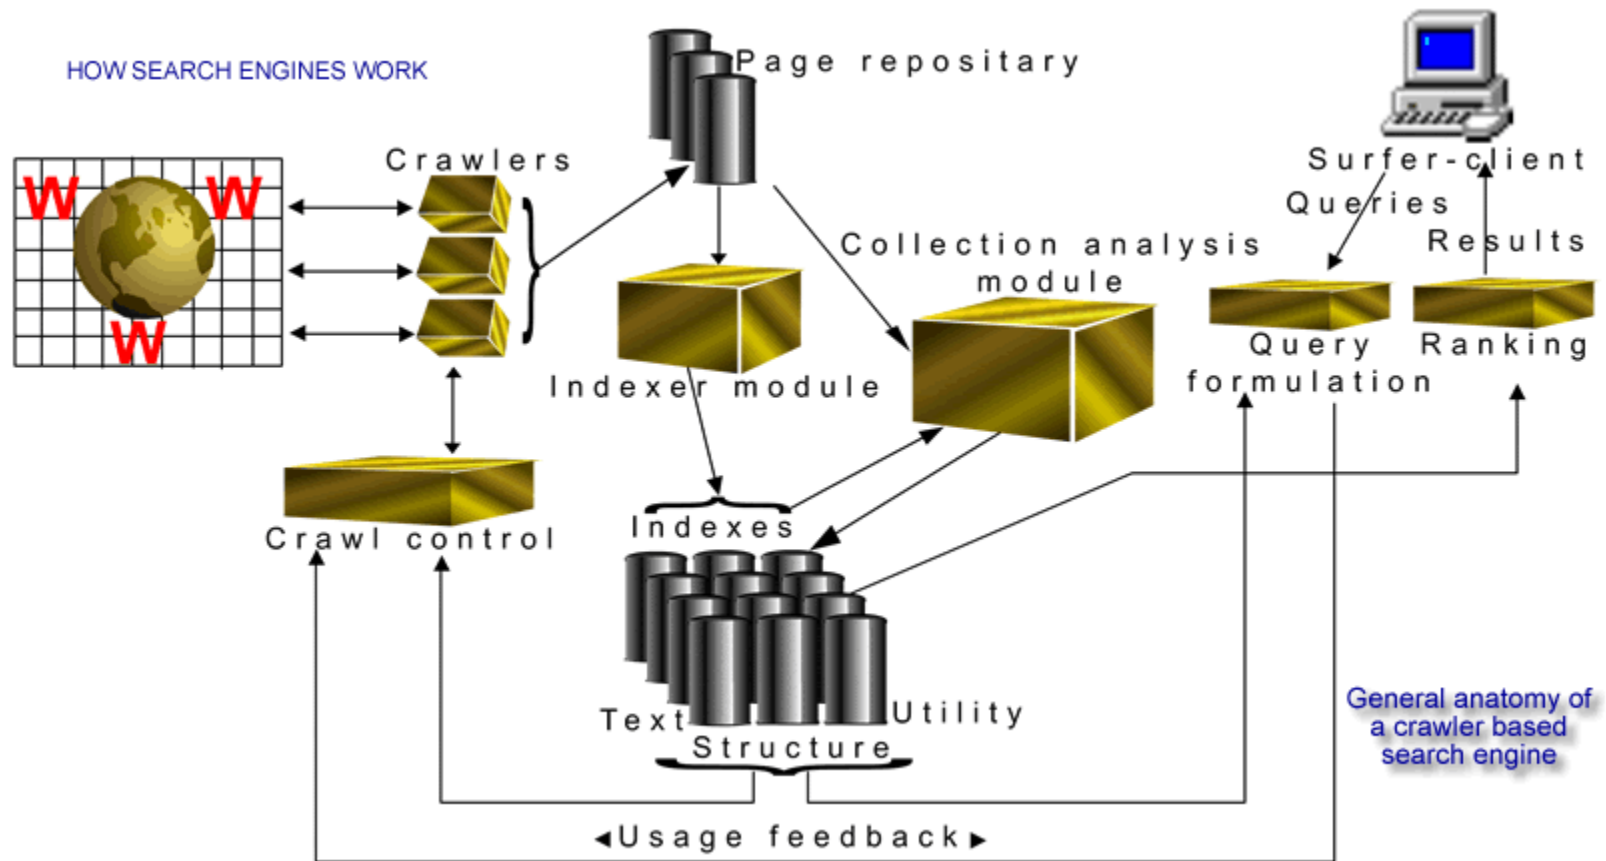 HOW SEARCH ENGINES WORK
Page repositary
Crawlers
Surfer-client
Queries
Results
W W
W
Collection analysis
module
Indexer module
Query
formulation
Ranking
Crawl control
Indexes
Text
Utility
Structure
General anatomy of
a crawler based
search engine
Usage feedback